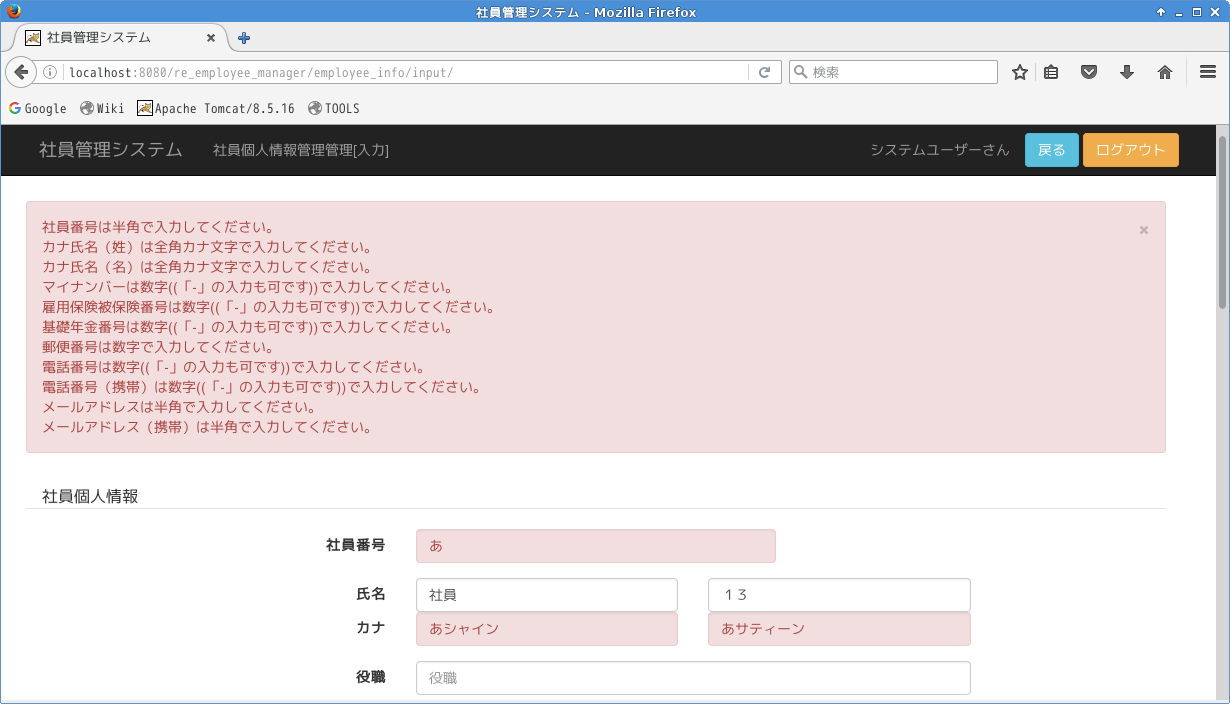 社員管理システム - Mozilla Firefox
社員管理システム
localhost:8080/re_employee_manager/employee_info/input/
検索
Google Wiki Apache Tomcat/8.5.16 TOOLS
社員管理システム 社員個人情報管理管理[入力] システムユーザーさん 戻る ログアウト
社員番号は半角で入力してください。
カナ氏名（姓）は全角カナ文字で入力してください。
カナ氏名（名）は全角カナ文字で入力してください。
マイナンバーは数字((「-」の入力も可です))で入力してください。
雇用保険被保険番号は数字((「-」の入力も可です))で入力してください。
基礎年金番号は数字((「-」の入力も可です))で入力してください。
郵便番号は数字で入力してください。
電話番号は数字((「-」の入力も可です))で入力してください。
電話番号（携帯）は数字((「-」の入力も可です))で入力してください。
メールアドレスは半角で入力してください。
メールアドレス（携帯）は半角で入力してください。
×
社員個人情報
社員番号 あ
氏名 社員 １３
カナ あシャイン あサティーン
役職 役職